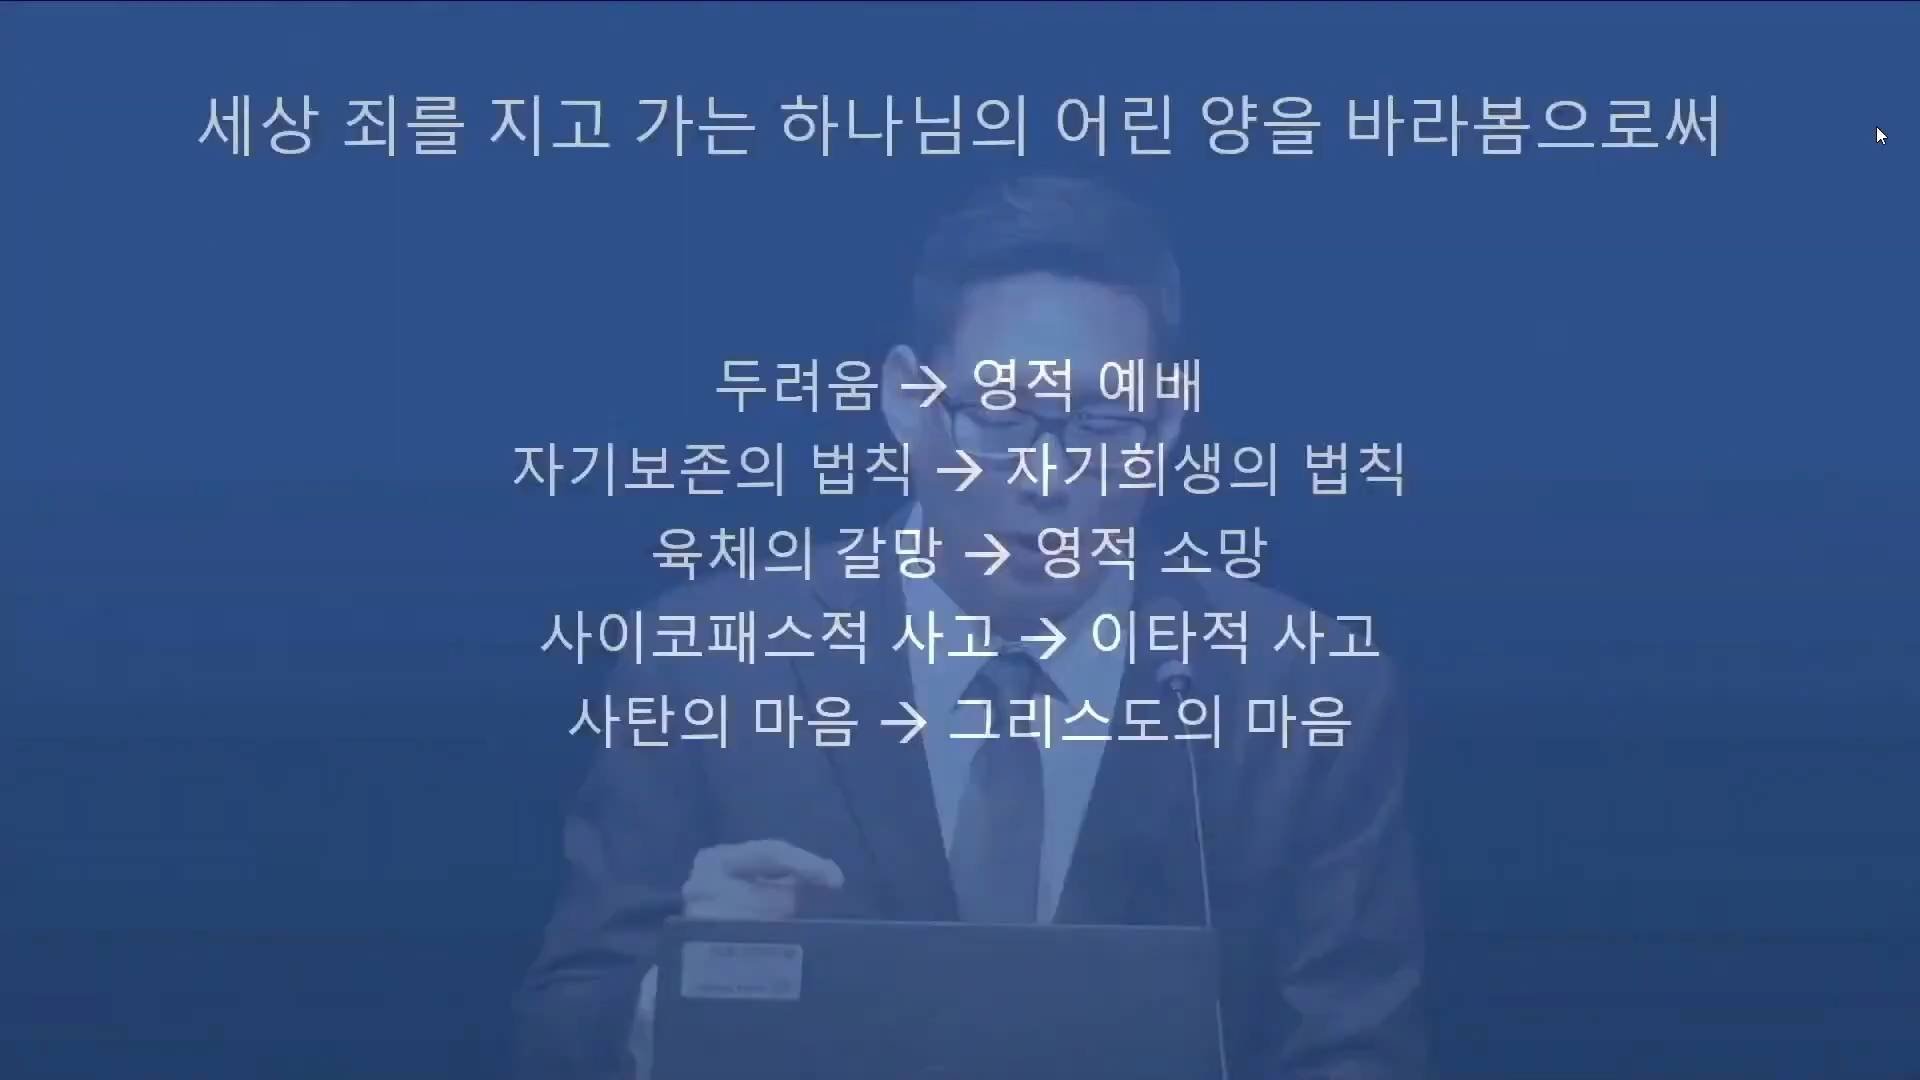 세상 죄를 지고 가는 하나님의 어린 양을 바라봄으로써
두려움 → 영적 예배
자기보존의 법칙 → 자기희생의 법칙
육체의 갈망 → 영적 소망
사이코패스적 사고 → 이타적 사고
사탄의 마음 → 그리스도의 마음